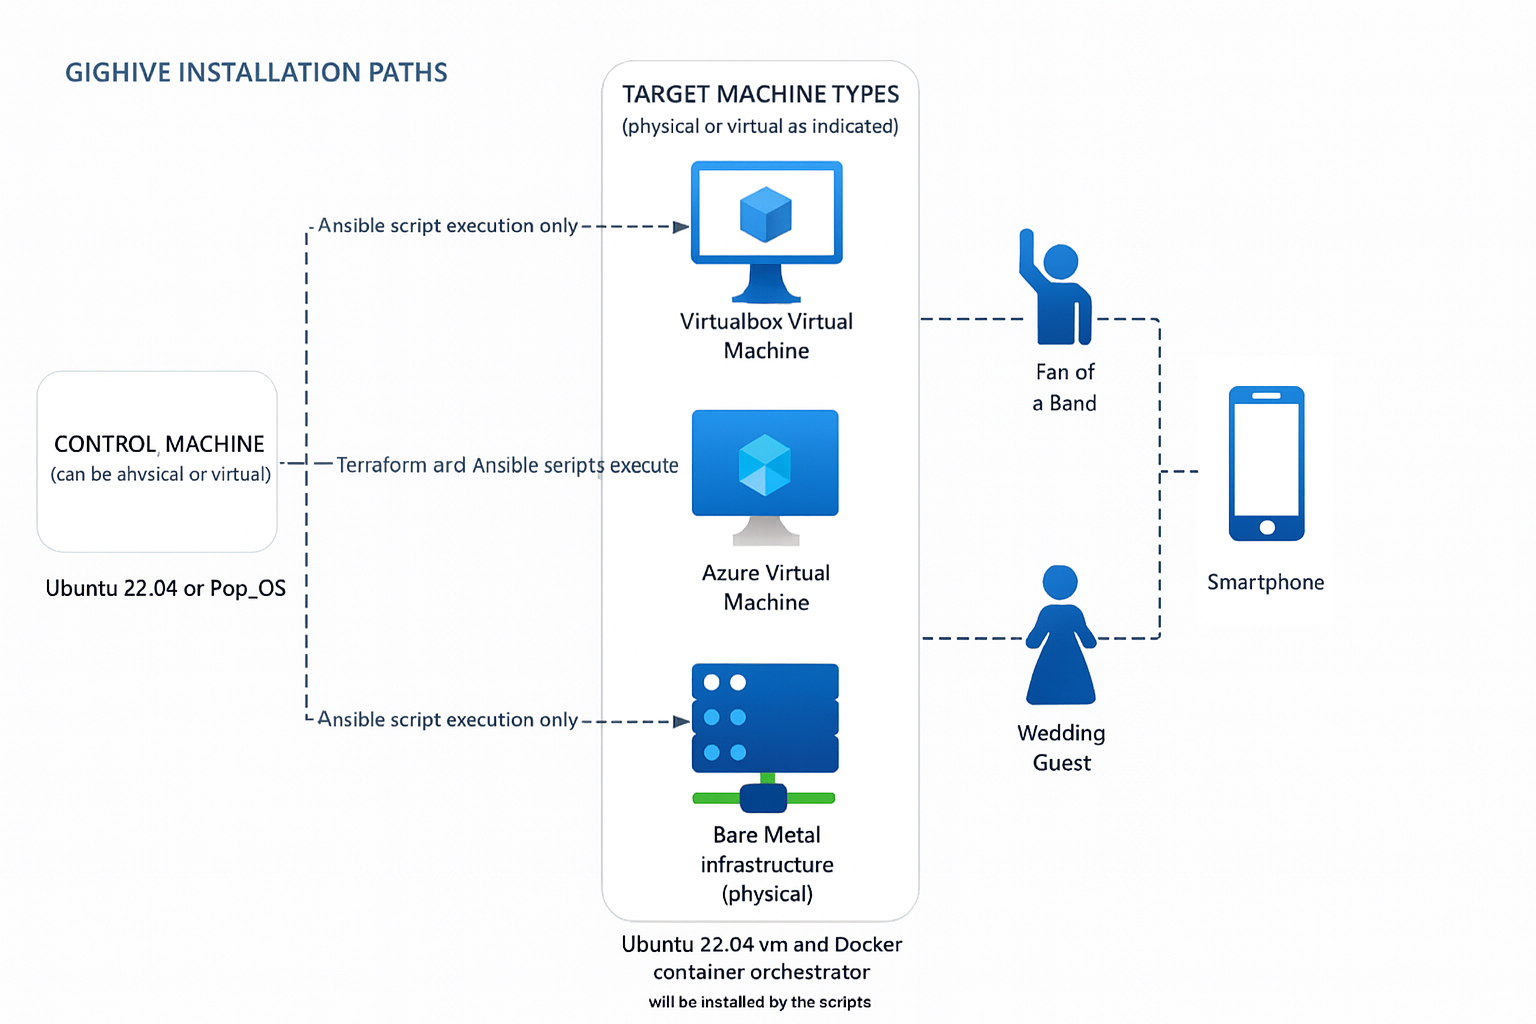 GIGHIVE INSTALLATION PATHS
TARGET MACHINE TYPES
(physical or virtual as indicated)
Ansible script execution only
Virtualbox Virtual
Machine
Fan of
a Band
CONTROL, MACHINE
(can be ahvsical or virtual)
Terraform ard Ansible seripts execute
Ubuntu 22.04 or Pop_OS
Azure Virtual
Machine
Smartphone
Ansible script execution only
Wedding
Guest
Bare Metal
infrastructure
(physical)
Ubuntu 22.04 vm and Docker
container orchestrator
will be installed by the scripts